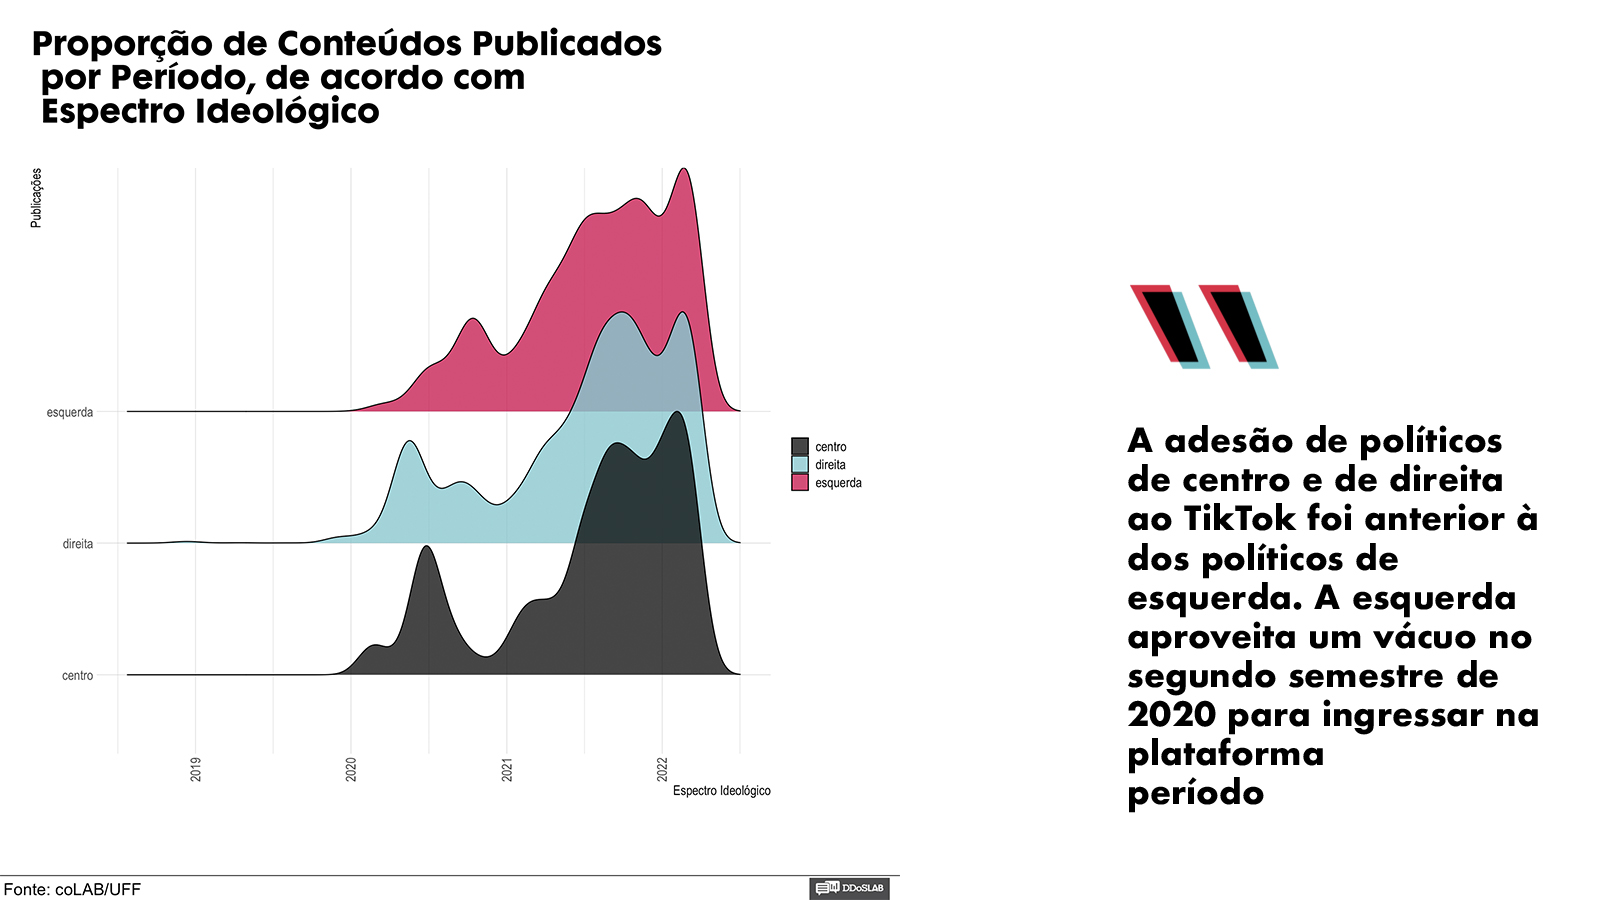 Proporção de Conteúdos Publicados
por Período, de acordo com
Espectro Ideológico
Publicações
esquerda
direita
centro
2019
2020
2021
2022
Espectro Ideológico
centro
direita
esquerda
A adesão de políticos
de centro e de direita
ao TikTok foi anterior à
dos políticos de
esquerda. A esquerda
aproveita um vácuo no
segundo semestre de
2020 para ingressar na
plataforma
período
Fonte: coLAB/UFF
DDoSLAB